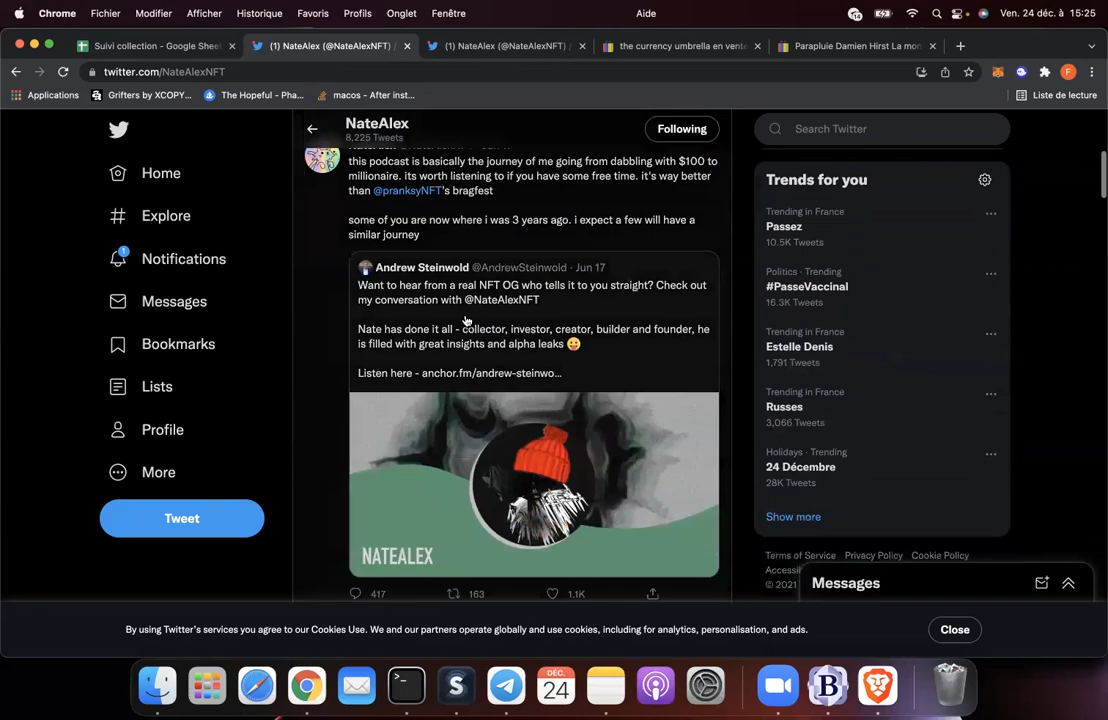 Chrome Fichier Modifier Afficher Historique Favoris Profils Onglet Fenêtre Aide 14 Ven. 24 déc. à 15:25
Suivi collection - Google Sheet
(1) NateAlex (@NateAlexNFT)
(1) NateAlex (@NateAlexNFT)
the currency umbrella en vente
Parapluie Damien Hirst La mon
twitter.com/NateAlexNFT
F
Applications
Grifters by XCOPY...
The Hopeful - Pha...
macos - After inst...
Liste de lecture
NateAlex
8,225 Tweets
Following
Search Twitter
Home
Explore
1
Notifications
Messages
Bookmarks
Lists
Profile
More
Tweet
this podcast is basically the journey of me going from dabbling with $100 to
millionaire. its worth listening to if you have some free time. it's way better
than @pranksyNFT's bragfest
some of you are now where i was 3 years ago. i expect a few will have a
similar journey
Andrew Steinwold @AndrewSteinwold · Jun 17
Want to hear from a real NFT OG who tells it to you straight? Check out
my conversation with @NateAlexNFT
Nate has done it all - collector, investor, creator, builder and founder, he
is filled with great insights and alpha leaks
Listen here - anchor.fm/andrew-steinwo...
NATEALEX
417 163 1.1K
Trends for you
Trending in France
Passez
10.5K Tweets
Politics · Trending
#PasseVaccinal
16.3K Tweets
Trending in France
Estelle Denis
1,791 Tweets
Trending in France
Russes
3,066 Tweets
Holidays · Trending
24 Décembre
28K Tweets
Show more
Terms of Service Privacy Policy Cookie Policy
© 2021
Messages
By using Twitter's services you agree to our Cookies Use. We and our partners operate globally and use cookies, including for analytics, personalisation, and ads.
Close
DÉC.
24